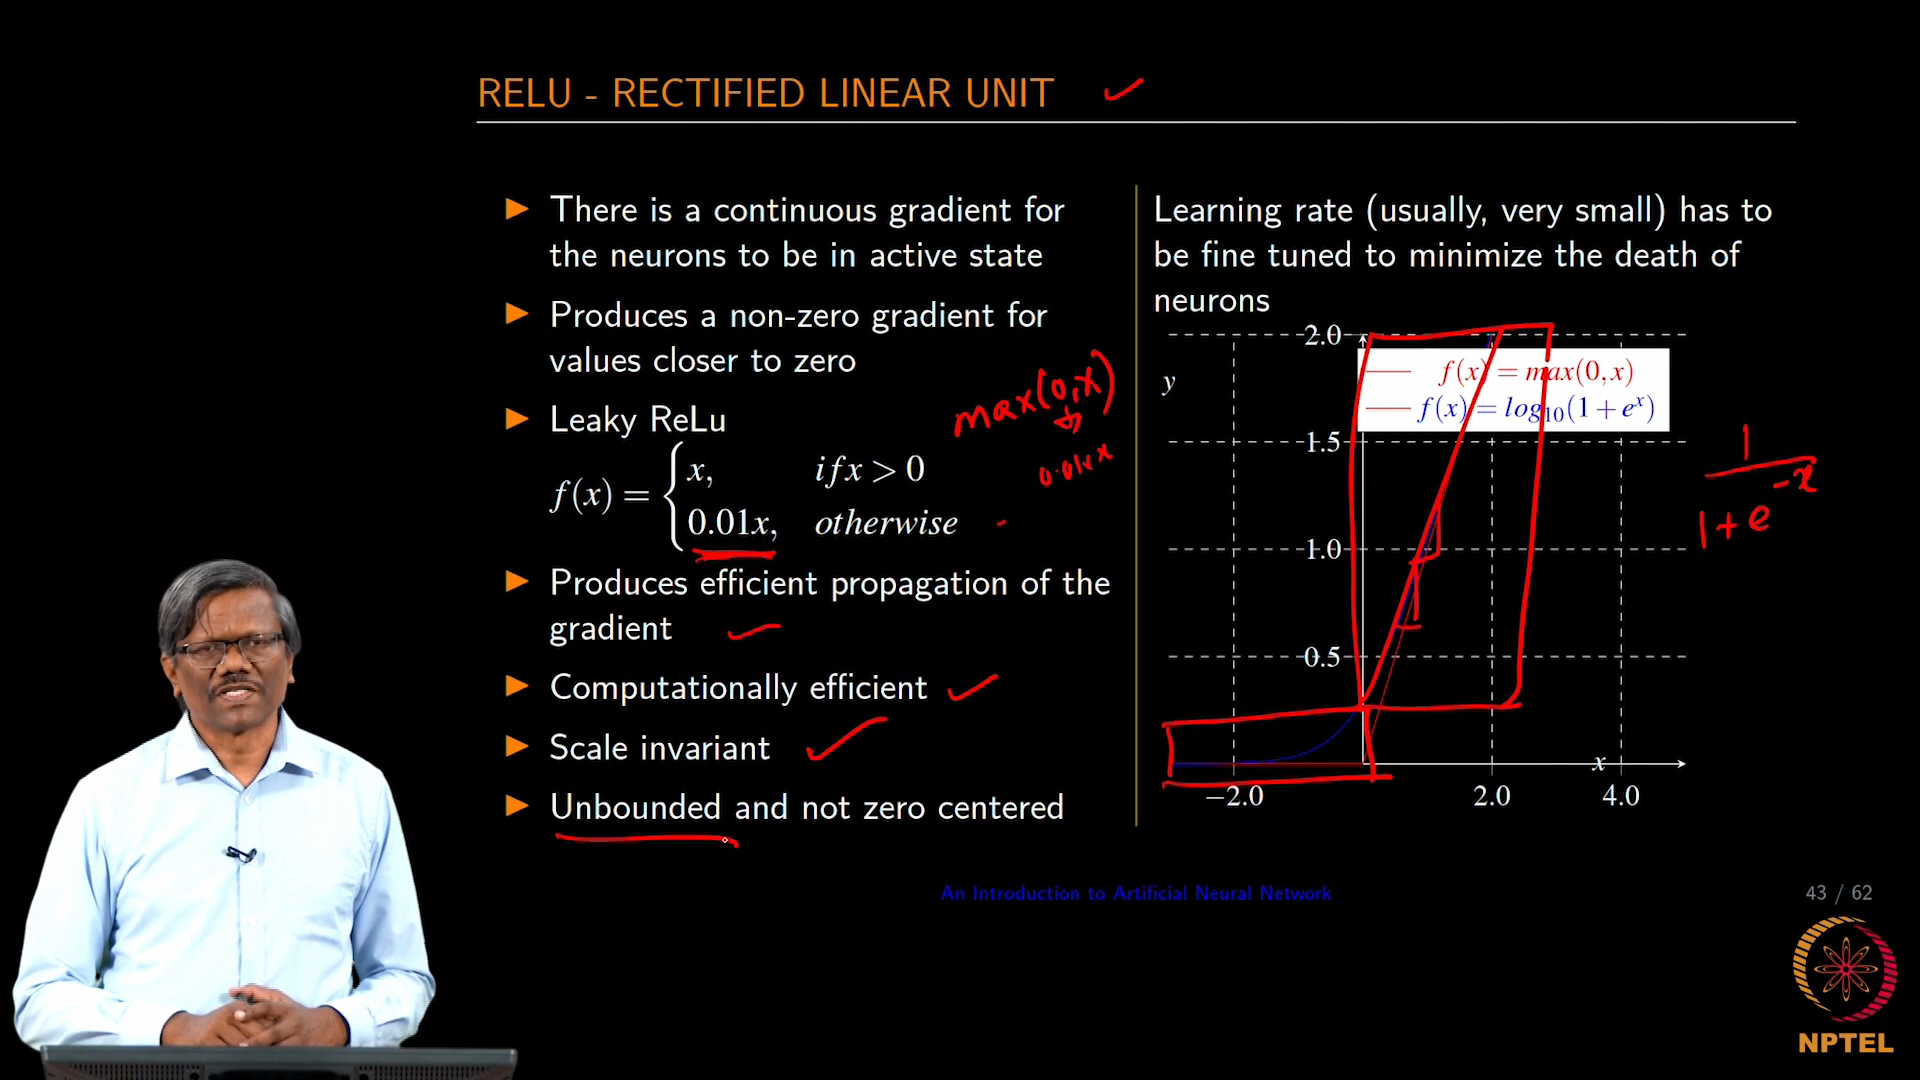 RELU - RECTIFIED LINEAR UNIT
▶ There is a continuous gradient for
the neurons to be in active state
▶ Produces a non-zero gradient for
values closer to zero
▶ Leaky ReLu
f(x) = { x, if x > 0
0.01x, otherwise
max(0,x)
0.01x
▶ Produces efficient propagation of the
gradient
▶ Computationally efficient
▶ Scale invariant
▶ Unbounded and not zero centered
Learning rate (usually, very small) has to
be fine tuned to minimize the death of
neurons
y
2.0
f(x) = max(0,x)
f(x) = log₁₀(1 + eˣ)
1.5
1.0
0.5
x
−2.0 2.0 4.0
1
1+e^-x
An Introduction to Artificial Neural Network
43 / 62
NPTEL